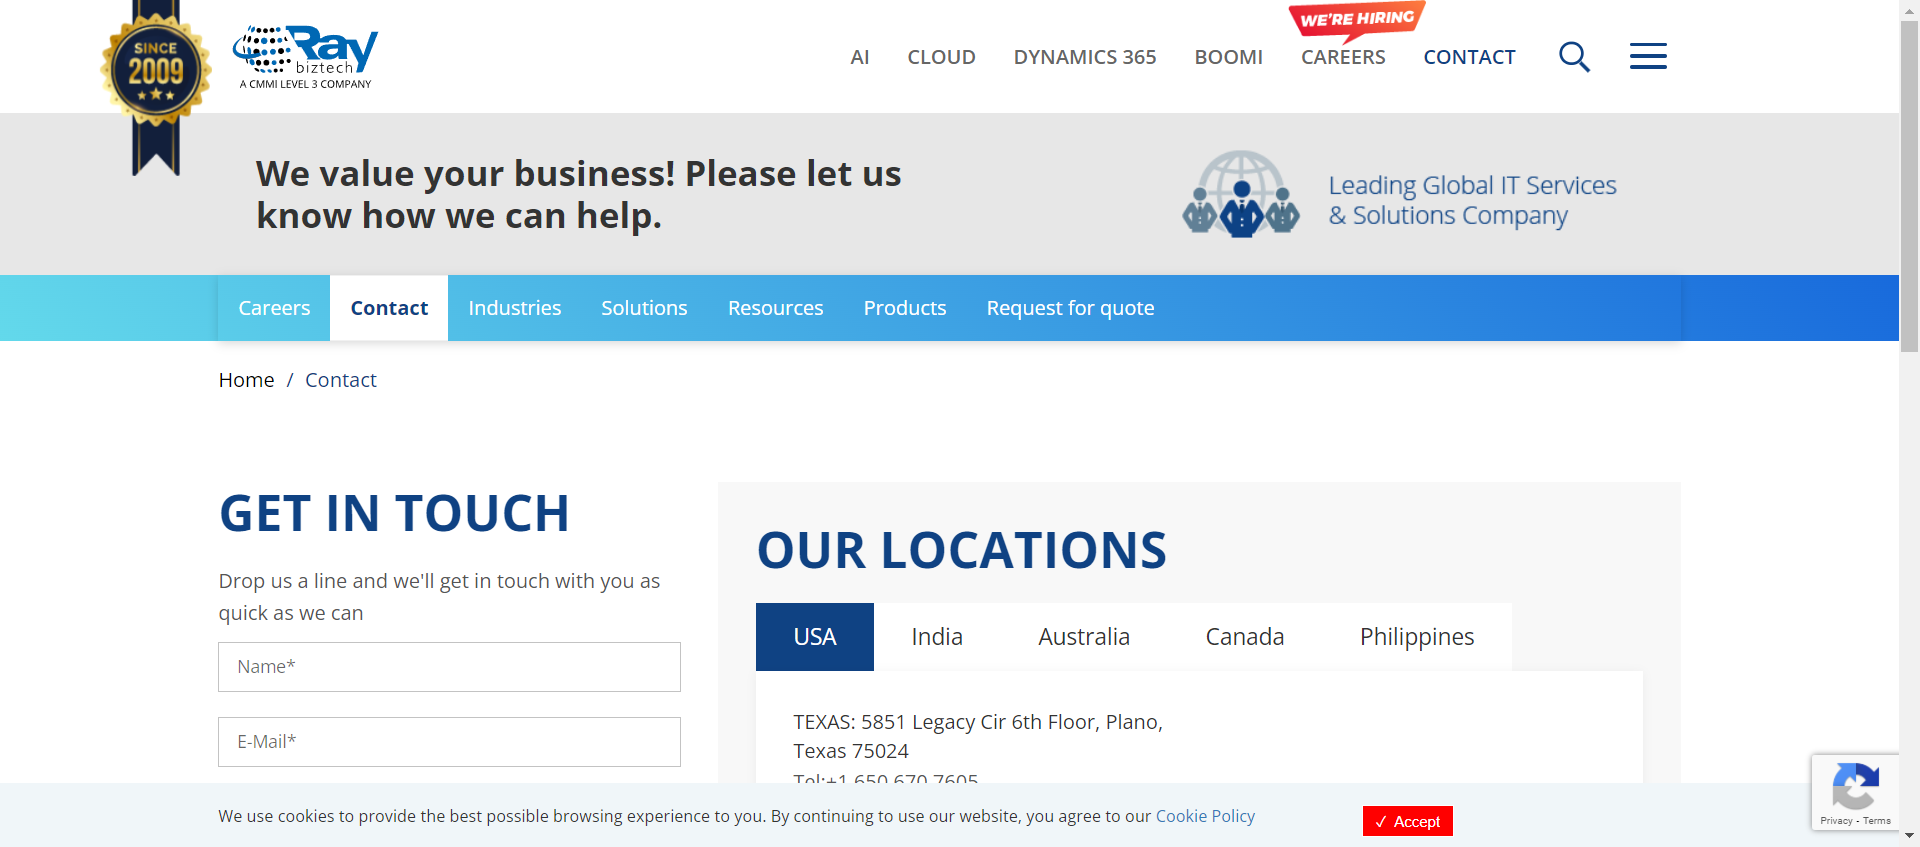 SINCE
2009
Ray
biztech
A CMMI LEVEL 3 COMPANY
WE'RE HIRING
AI CLOUD DYNAMICS 365 BOOMI CAREERS CONTACT
We value your business! Please let us
know how we can help.
Leading Global IT Services
& Solutions Company
Careers Contact Industries Solutions Resources Products Request for quote
Home / Contact
GET IN TOUCH
Drop us a line and we'll get in touch with you as
quick as we can
Name*
E-Mail*
OUR LOCATIONS
USA India Australia Canada Philippines
TEXAS: 5851 Legacy Cir 6th Floor, Plano,
Texas 75024
Tel:+1 650 670 7605
We use cookies to provide the best possible browsing experience to you. By continuing to use our website, you agree to our Cookie Policy
✓ Accept
Privacy - Terms